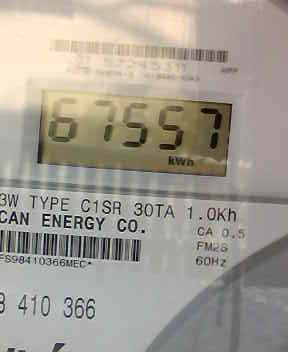 67557
kWh
3W TYPE C1SR 30TA 1.0Kh
CAN ENERGY CO.
CA 0.5
FM2S
FS98410366MEC*
60Hz
8 410 366